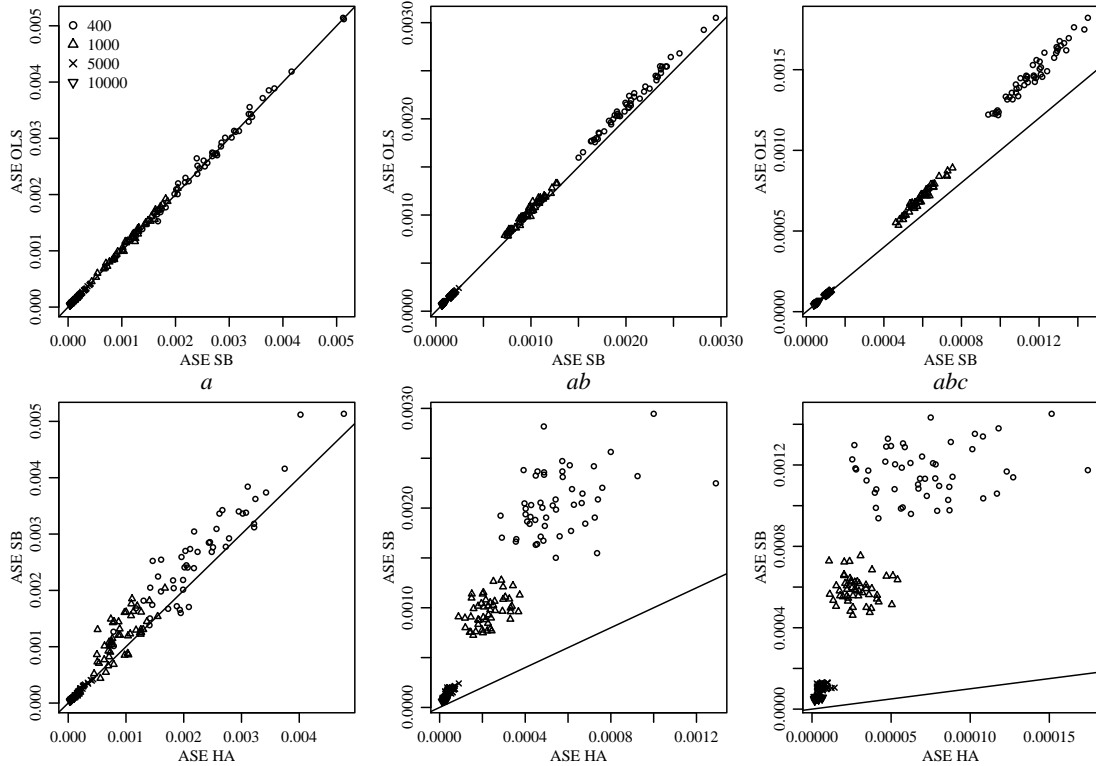 400
1000
5000
10000
0.000 0.001 0.002 0.003 0.004 0.005
ASE OLS
0.000 0.001 0.002 0.003 0.004 0.005
ASE SB
a
0.0000 0.0010 0.0020 0.0030
ASE OLS
0.0000 0.0010 0.0020 0.0030
ASE SB
ab
0.0000 0.0005 0.0010 0.0015
ASE OLS
0.0000 0.0004 0.0008 0.0012
ASE SB
abc
0.000 0.001 0.002 0.003 0.004 0.005
ASE SB
0.000 0.001 0.002 0.003 0.004
ASE HA
0.0000 0.0010 0.0020 0.0030
ASE SB
0.0000 0.0004 0.0008 0.0012
ASE HA
0.0000 0.0004 0.0008 0.0012
ASE SB
0.00000 0.00005 0.00010 0.00015
ASE HA